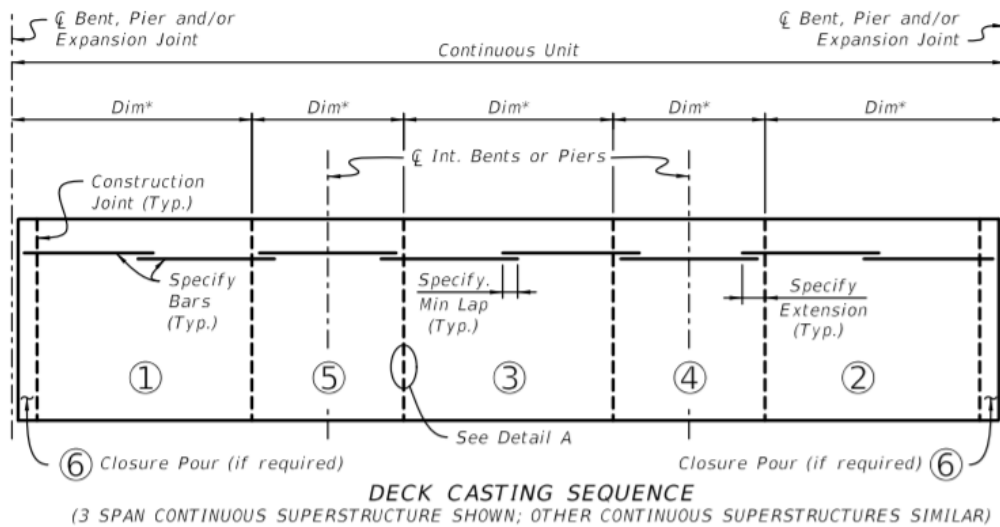 ℄ Bent, Pier and/or
Expansion Joint
℄ Bent, Pier and/or
Expansion Joint
Continuous Unit
Dim*
Dim*
Dim*
Dim*
Dim*
℄ Int. Bents or Piers
Construction
Joint (Typ.)
Specify
Bars
(Typ.)
Specify.
Min Lap
(Typ.)
Specify
Extension
(Typ.)
①
⑤
③
④
②
See Detail A
⑥ Closure Pour (if required)
Closure Pour (if required) ⑥
DECK CASTING SEQUENCE
(3 SPAN CONTINUOUS SUPERSTRUCTURE SHOWN; OTHER CONTINUOUS SUPERSTRUCTURES SIMILAR)